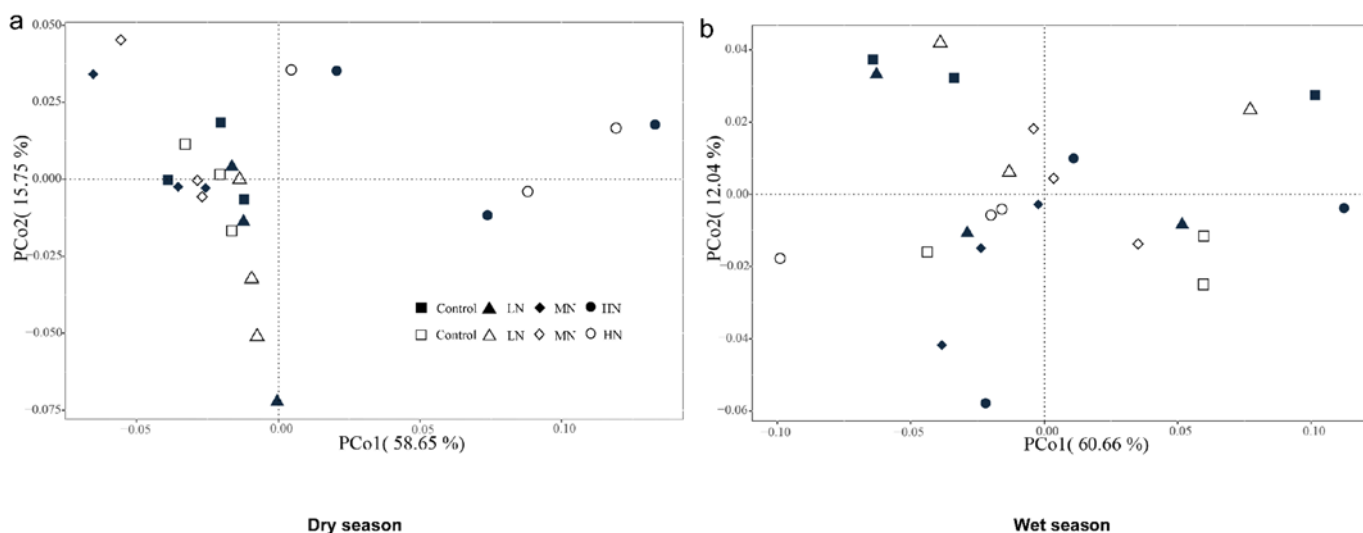 a
0.050
0.025
0.000
−0.025
−0.050
−0.075
PCo2( 15.75 %)
Control LN MN HN
Control LN MN HN
−0.05 0.00 0.05 0.10
PCo1( 58.65 %)
Dry season
b
0.04
0.02
0.00
−0.02
−0.04
−0.06
PCo2( 12.04 %)
−0.10 −0.05 0.00 0.05 0.10
PCo1( 60.66 %)
Wet season